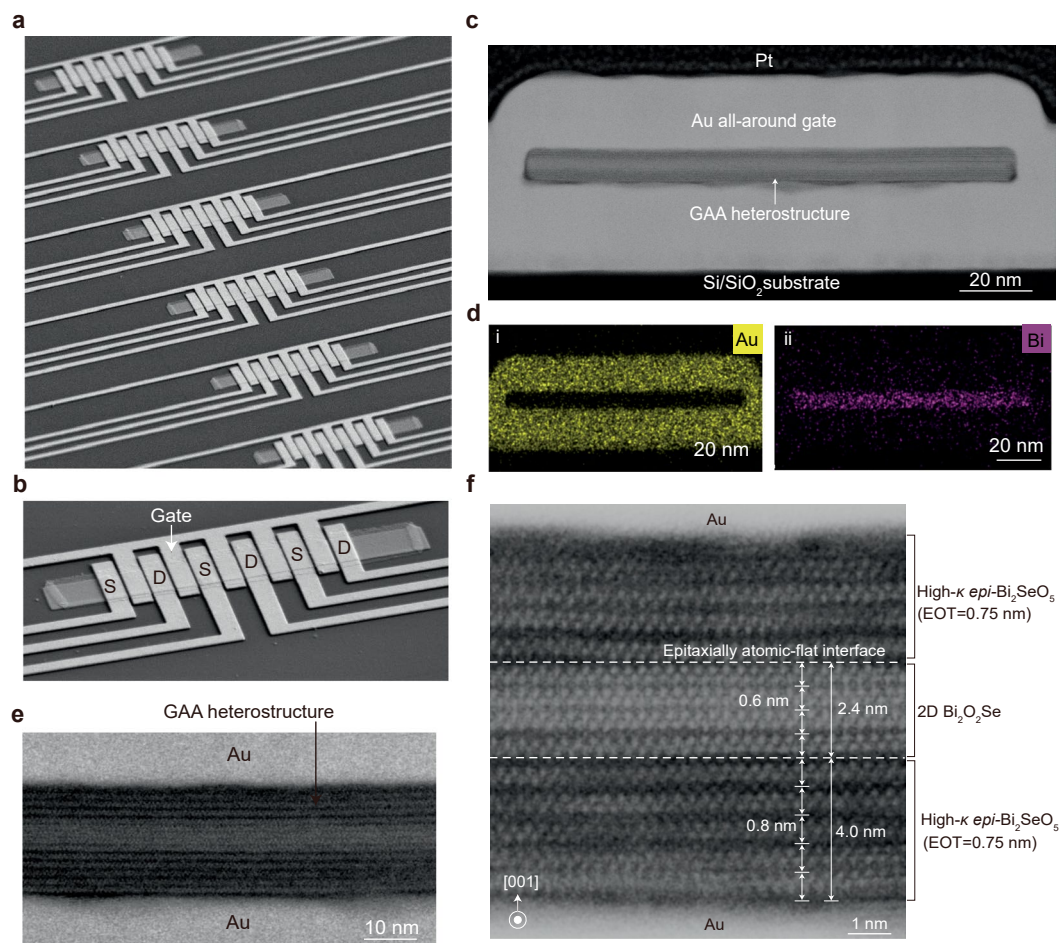 a
b
Gate
S
D
S
D
S
D
c
Pt
Au all-around gate
GAA heterostructure
Si/SiO₂substrate
20 nm
d
i
Au
20 nm
ii
Bi
20 nm
e
GAA heterostructure
Au
Au
10 nm
f
Au
High-κ epi-Bi₂SeO₅
(EOT=0.75 nm)
Epitaxially atomic-flat interface
0.6 nm
2.4 nm
2D Bi₂O₂Se
0.8 nm
4.0 nm
High-κ epi-Bi₂SeO₅
(EOT=0.75 nm)
[001]
Au
1 nm